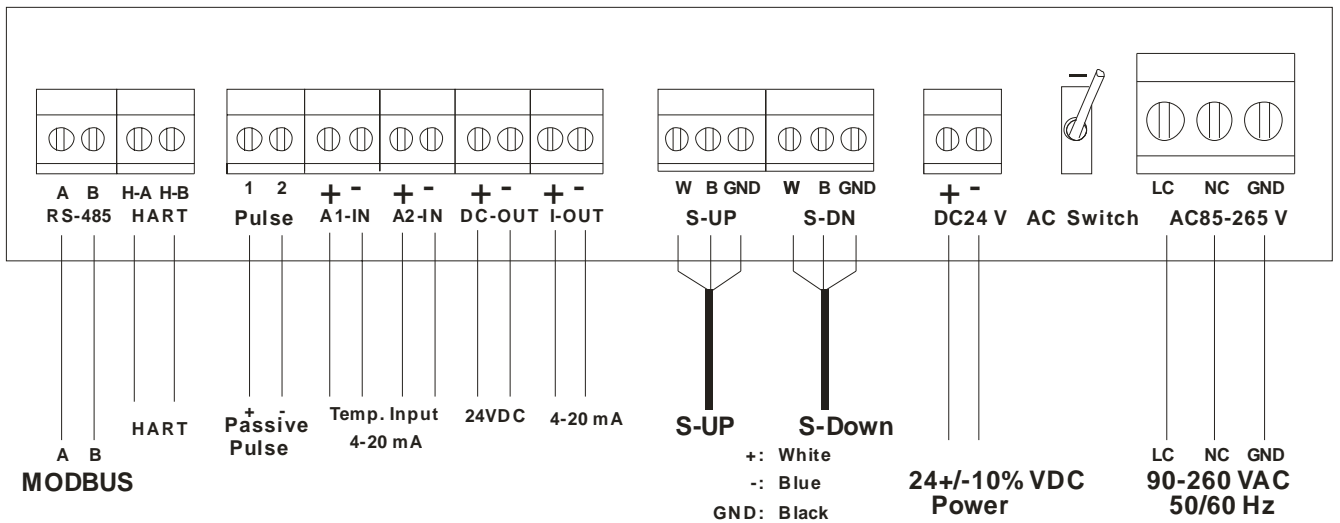 A B H-A H-B 1 2 + - + - + - + - W B GND W B GND + - LC NC GND
RS-485 HART Pulse A1-IN A2-IN DC-OUT I-OUT S-UP S-DN DC24 V AC Switch AC85-265 V
+ -
Passive
Pulse
Temp. Input
4-20 mA
24VDC
4-20 mA
HART
A B
MODBUS
S-UP S-Down
+: White
-: Blue
GND: Black
24+/-10% VDC
Power
LC NC GND
90-260 VAC
50/60 Hz